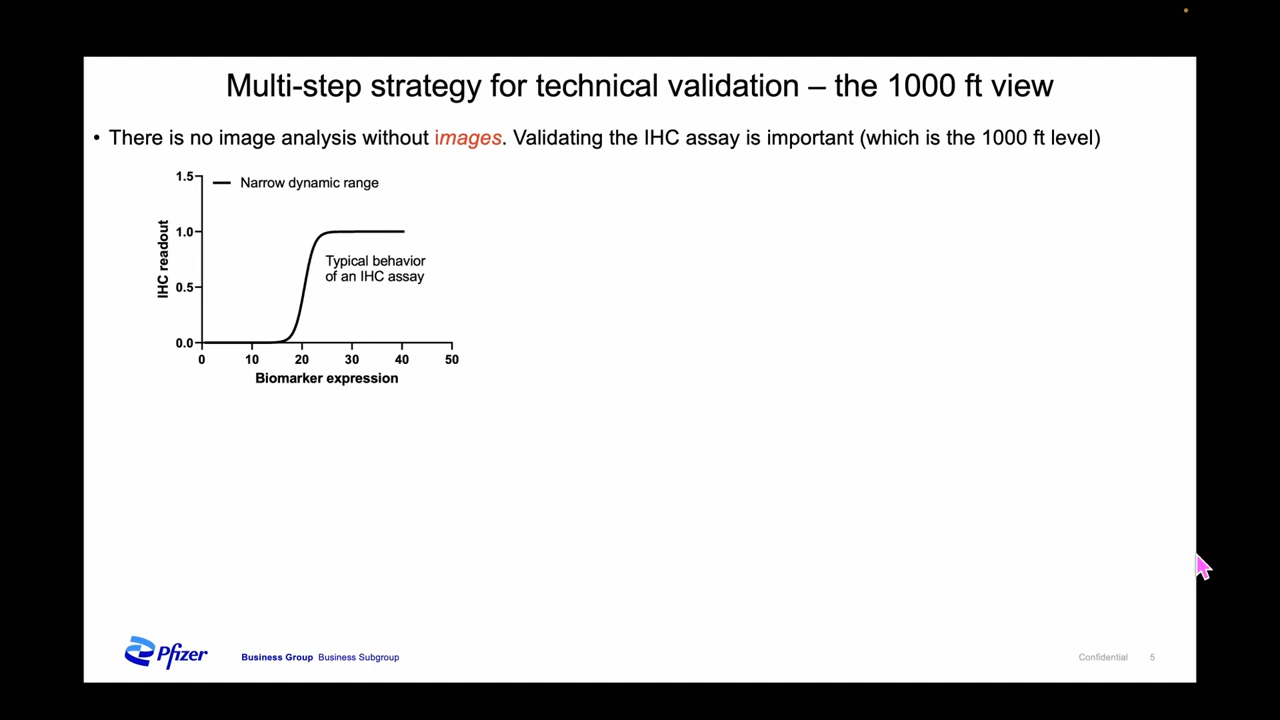 Multi-step strategy for technical validation – the 1000 ft view
• There is no image analysis without images. Validating the IHC assay is important (which is the 1000 ft level)
1.5
Narrow dynamic range
1.0
Typical behavior
of an IHC assay
IHC readout
0.5
0.0
0 10 20 30 40 50
Biomarker expression
Pfizer
Business Group Business Subgroup
Confidential 5